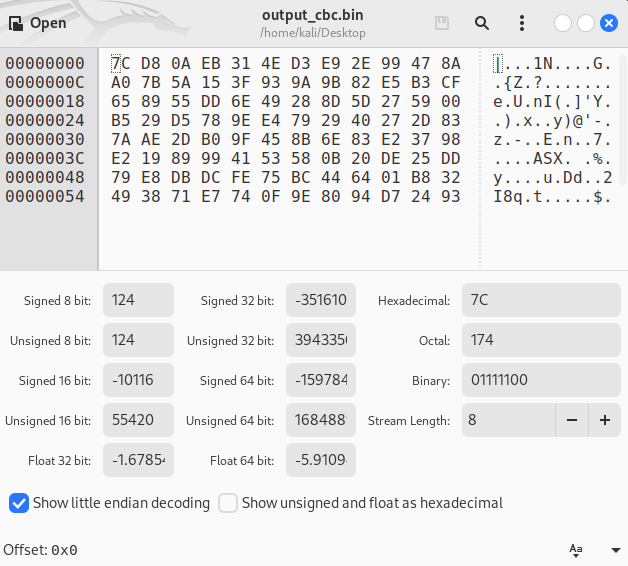 Open
output_cbc.bin
/home/kali/Desktop
00000000 7C D8 0A EB 31 4E D3 E9 2E 99 47 8A |...1N....G.
0000000C A0 7B 5A 15 3F 93 9A 9B 82 E5 B3 CF .{Z.?.......
00000018 65 89 55 DD 6E 49 28 8D 5D 27 59 00 e.U.nI(.]'Y.
00000024 B5 29 D5 78 9E E4 79 29 40 27 2D 83 .).x..y)@'-.
00000030 7A AE 2D B0 9F 45 8B 6E 83 E2 37 98 z.-..E.n..7.
0000003C E2 19 89 99 41 53 58 0B 20 DE 25 DD ....ASX. .%.
00000048 79 E8 DB DC FE 75 BC 44 64 01 B8 32 y....u.Dd..2
00000054 49 38 71 E7 74 0F 9E 80 94 D7 24 93 I8q.t.....$.
Signed 8 bit: 124 Signed 32 bit: -351610 Hexadecimal: 7C
Unsigned 8 bit: 124 Unsigned 32 bit: 394335 Octal: 174
Signed 16 bit: -10116 Signed 64 bit: -159784 Binary: 01111100
Unsigned 16 bit: 55420 Unsigned 64 bit: 168488 Stream Length: 8 − +
Float 32 bit: -1.6785 Float 64 bit: -5.9109
Show little endian decoding Show unsigned and float as hexadecimal
Offset: 0x0 Aa